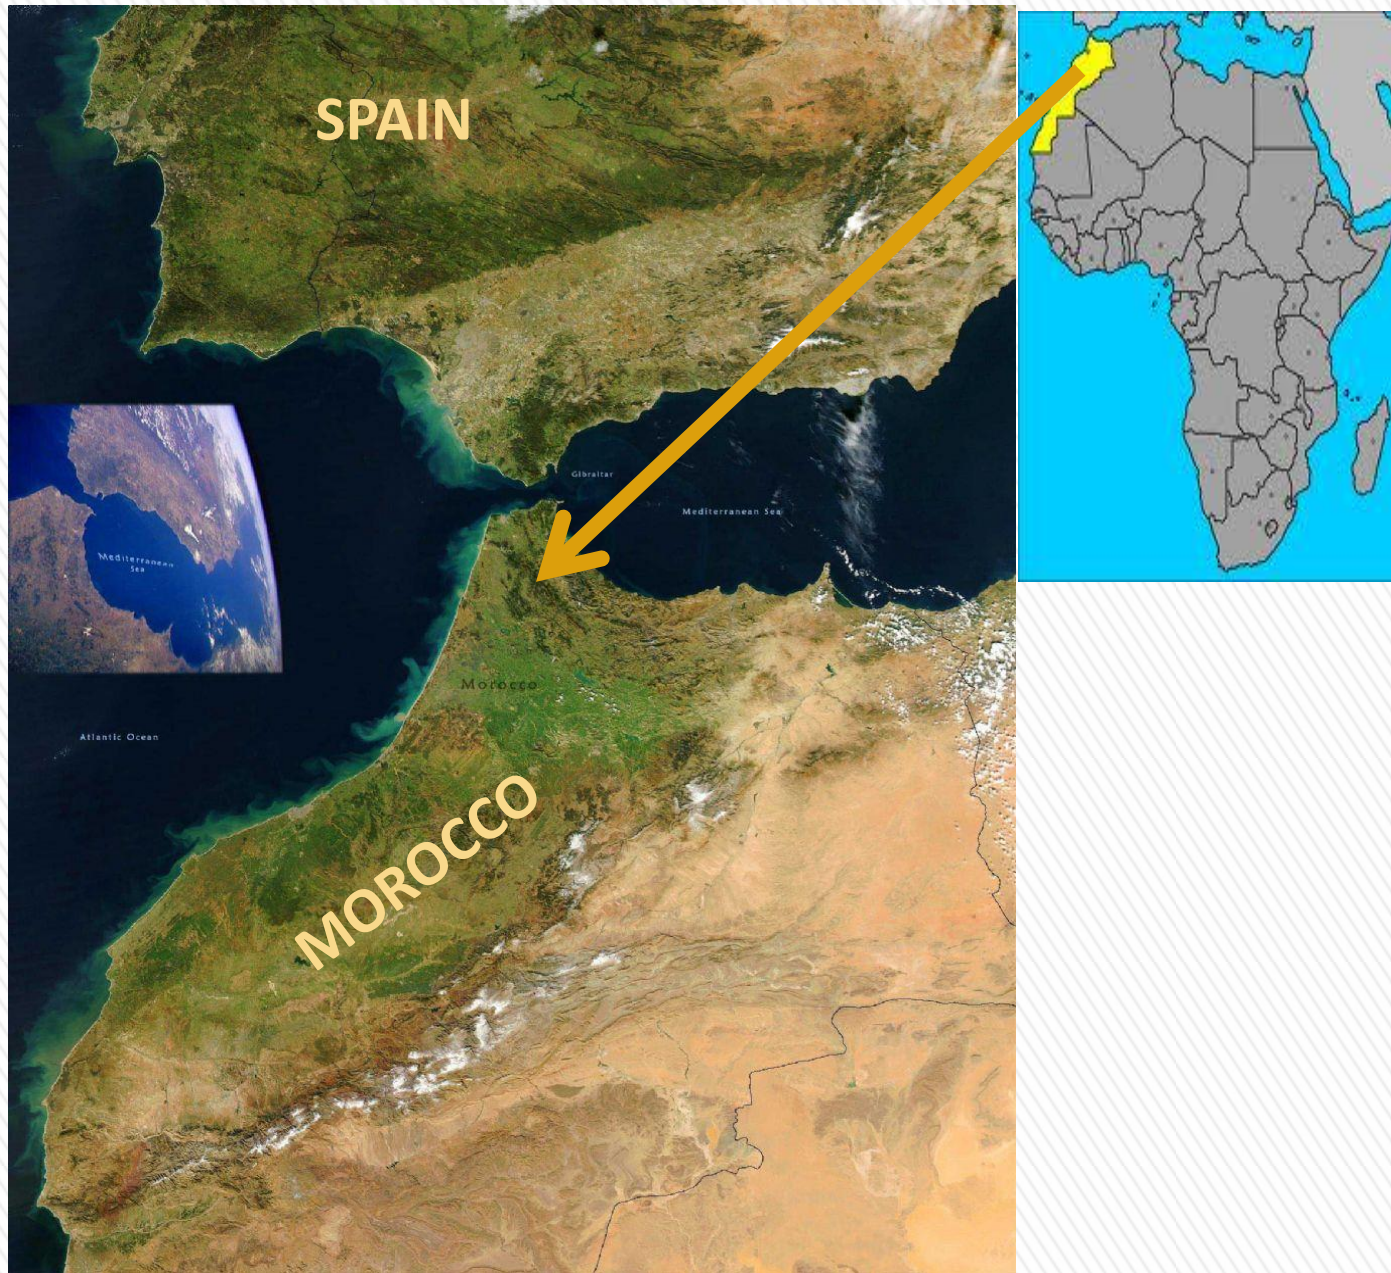 SPAIN
Gibraltar
Mediterranean Sea
Mediterranean
Sea
Morocco
Atlantic Ocean
MOROCCO